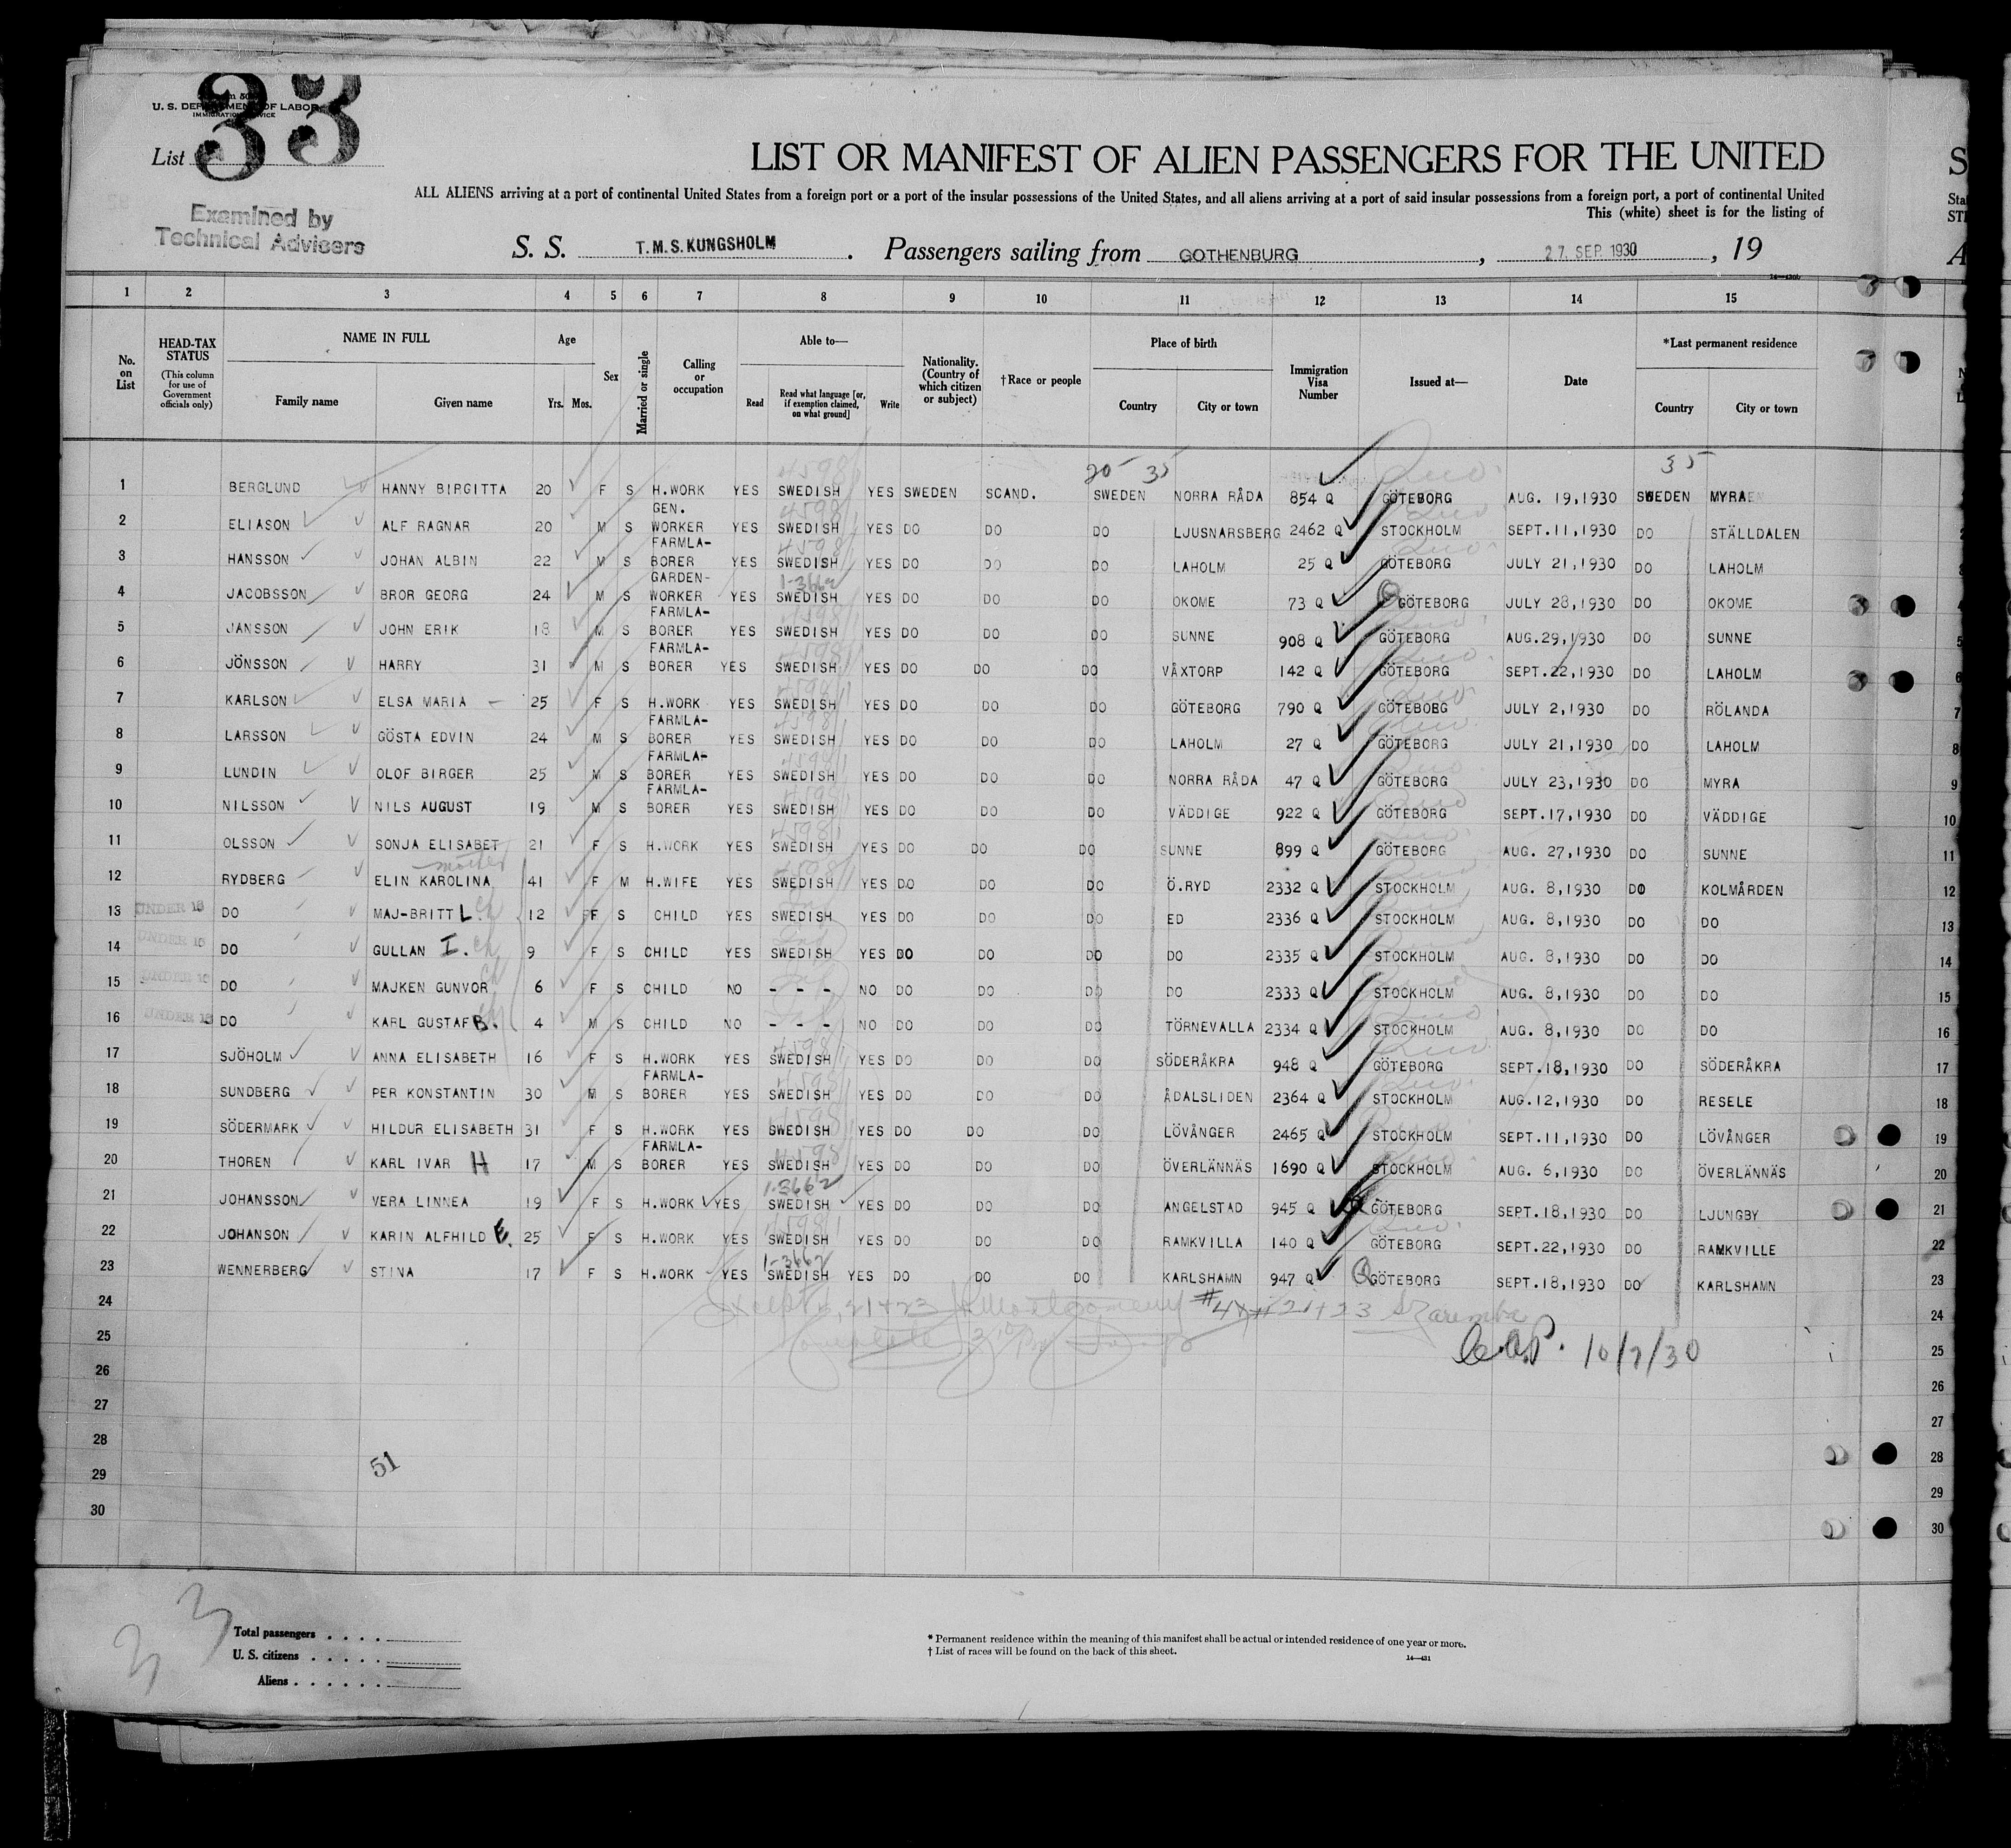 33
U. S. DEPARTMENT OF LABOR
IMMIGRATION SERVICE
List
Examined by
Technical Advisers
LIST OR MANIFEST OF ALIEN PASSENGERS FOR THE UNITED
ALL ALIENS arriving at a port of continental United States from a foreign port or a port of the insular possessions of the United States, and all aliens arriving at a port of said insular possessions from a foreign port, a port of continental United
This (white) sheet is for the listing of
S. S. T.M.S. KUNGSHOLM . Passengers sailing from GOTHENBURG , 27. SEP. 1930 , 19
1 2 3 4 5 6 7 8 9 10 11 12 13 14 15
No. on List
HEAD-TAX STATUS (This column for use of Government officials only)
NAME IN FULL Family name Given name
Age Yrs. Mos.
Sex
Married or single
Calling or occupation
Able to— Read Read what language [or, if exemption claimed, on what ground] Write
Nationality. (Country of which citizen or subject)
†Race or people
Place of birth Country City or town
Immigration Visa Number
Issued at—
Date
*Last permanent residence Country City or town
20 35 35
1 BERGLUND HANNY BIRGITTA 20 F S H.WORK YES SWEDISH YES SWEDEN SCAND. SWEDEN NORRA RÅDA 854 Q GÖTEBORG AUG. 19,1930 SWEDEN MYRA
2 ELIASON ALF RAGNAR 20 M S GEN. WORKER YES SWEDISH YES DO DO DO LJUSNARSBERG 2462 Q STOCKHOLM SEPT.11,1930 DO STÄLLDALEN
3 HANSSON JOHAN ALBIN 22 M S FARMLA-BORER YES SWEDISH YES DO DO DO LAHOLM 25 Q GÖTEBORG JULY 21,1930 DO LAHOLM
4 JACOBSSON BROR GEORG 24 M S GARDEN-WORKER YES SWEDISH YES DO DO DO OKOME 73 Q GÖTEBORG JULY 28,1930 DO OKOME
5 JANSSON JOHN ERIK 18 M S FARMLA-BORER YES SWEDISH YES DO DO DO SUNNE 908 Q GÖTEBORG AUG.29,1930 DO SUNNE
6 JÖNSSON HARRY 31 M S FARMLA-BORER YES SWEDISH YES DO DO DO VÅXTORP 142 Q GÖTEBORG SEPT.22,1930 DO LAHOLM
7 KARLSON ELSA MARIA 25 F S H.WORK YES SWEDISH YES DO DO DO GÖTEBORG 790 Q GÖTEBORG JULY 2,1930 DO RÖLANDA
8 LARSSON GÖSTA EDVIN 24 M S FARMLA-BORER YES SWEDISH YES DO DO DO LAHOLM 27 Q GÖTEBORG JULY 21,1930 DO LAHOLM
9 LUNDIN OLOF BIRGER 25 M S FARMLA-BORER YES SWEDISH YES DO DO DO NORRA RÅDA 47 Q GÖTEBORG JULY 23,1930 DO MYRA
10 NILSSON NILS AUGUST 19 M S FARMLA-BORER YES SWEDISH YES DO DO DO VÄDDIGE 922 Q GÖTEBORG SEPT.17,1930 DO VÄDDIGE
11 OLSSON SONJA ELISABET 21 F S H.WORK YES SWEDISH YES DO DO DO SUNNE 899 Q GÖTEBORG AUG. 27,1930 DO SUNNE
mother
12 RYDBERG ELIN KAROLINA 41 F M H.WIFE YES SWEDISH YES DO DO DO Ö.RYD 2332 Q STOCKHOLM AUG. 8,1930 DO KOLMÅRDEN
13 UNDER 16 DO MAJ-BRITT L. 12 F S CHILD YES SWEDISH YES DO DO DO ED 2336 Q STOCKHOLM AUG. 8,1930 DO DO
14 UNDER 16 DO GULLAN I. 9 F S CHILD YES SWEDISH YES DO DO DO DO 2335 Q STOCKHOLM AUG. 8,1930 DO DO
15 UNDER 16 DO MAJKEN GUNVOR 6 F S CHILD NO - - - NO DO DO DO DO 2333 Q STOCKHOLM AUG. 8,1930 DO DO
16 UNDER 16 DO KARL GUSTAF B. 4 M S CHILD NO - - - NO DO DO DO TÖRNEVALLA 2334 Q STOCKHOLM AUG. 8,1930 DO DO
17 SJÖHOLM ANNA ELISABETH 16 F S H.WORK YES SWEDISH YES DO DO DO SÖDERÅKRA 948 Q GÖTEBORG SEPT.18,1930 DO SÖDERÅKRA
18 SUNDBERG PER KONSTANTIN 30 M S FARMLA-BORER YES SWEDISH YES DO DO DO ÅDALSLIDEN 2364 Q STOCKHOLM AUG.12,1930 DO RESELE
19 SÖDERMARK HILDUR ELISABETH 31 F S H.WORK YES SWEDISH YES DO DO DO LÖVÅNGER 2465 Q STOCKHOLM SEPT.11,1930 DO LÖVÅNGER
20 THOREN KARL IVAR H 17 M S FARMLA-BORER YES SWEDISH YES DO DO DO ÖVERLÄNNÄS 1690 Q STOCKHOLM AUG. 6,1930 DO ÖVERLÄNNÄS
21 JOHANSSON VERA LINNEA 19 F S H.WORK YES SWEDISH YES DO DO DO ANGELSTAD 945 Q GÖTEBORG SEPT.18,1930 DO LJUNGBY
22 JOHANSON KARIN ALFHILD E. 25 F S H.WORK YES SWEDISH YES DO DO DO RAMKVILLA 140 Q GÖTEBORG SEPT.22,1930 DO RAMKVILLE
23 WENNERBERG STINA 17 F S H.WORK YES SWEDISH YES DO DO DO KARLSHAMN 947 Q GÖTEBORG SEPT.18,1930 DO KARLSHAMN
24
25 10/7/30
26
27
28
29 51
30
33
Total passengers . . . .
U. S. citizens . . . . .
Aliens . . . . . .
* Permanent residence within the meaning of this manifest shall be actual or intended residence of one year or more.
† List of races will be found on the back of this sheet.
14—431